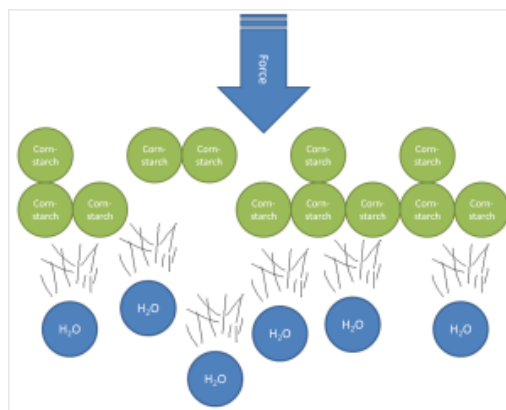 Force
Corn-
starch
Corn-
starch
Corn-
starch
Corn-
starch
Corn-
starch
Corn-
starch
Corn-
starch
Corn-
starch
Corn-
starch
Corn-
starch
Corn-
starch
Corn-
starch
H₂O
H₂O
H₂O
H₂O
H₂O
H₂O